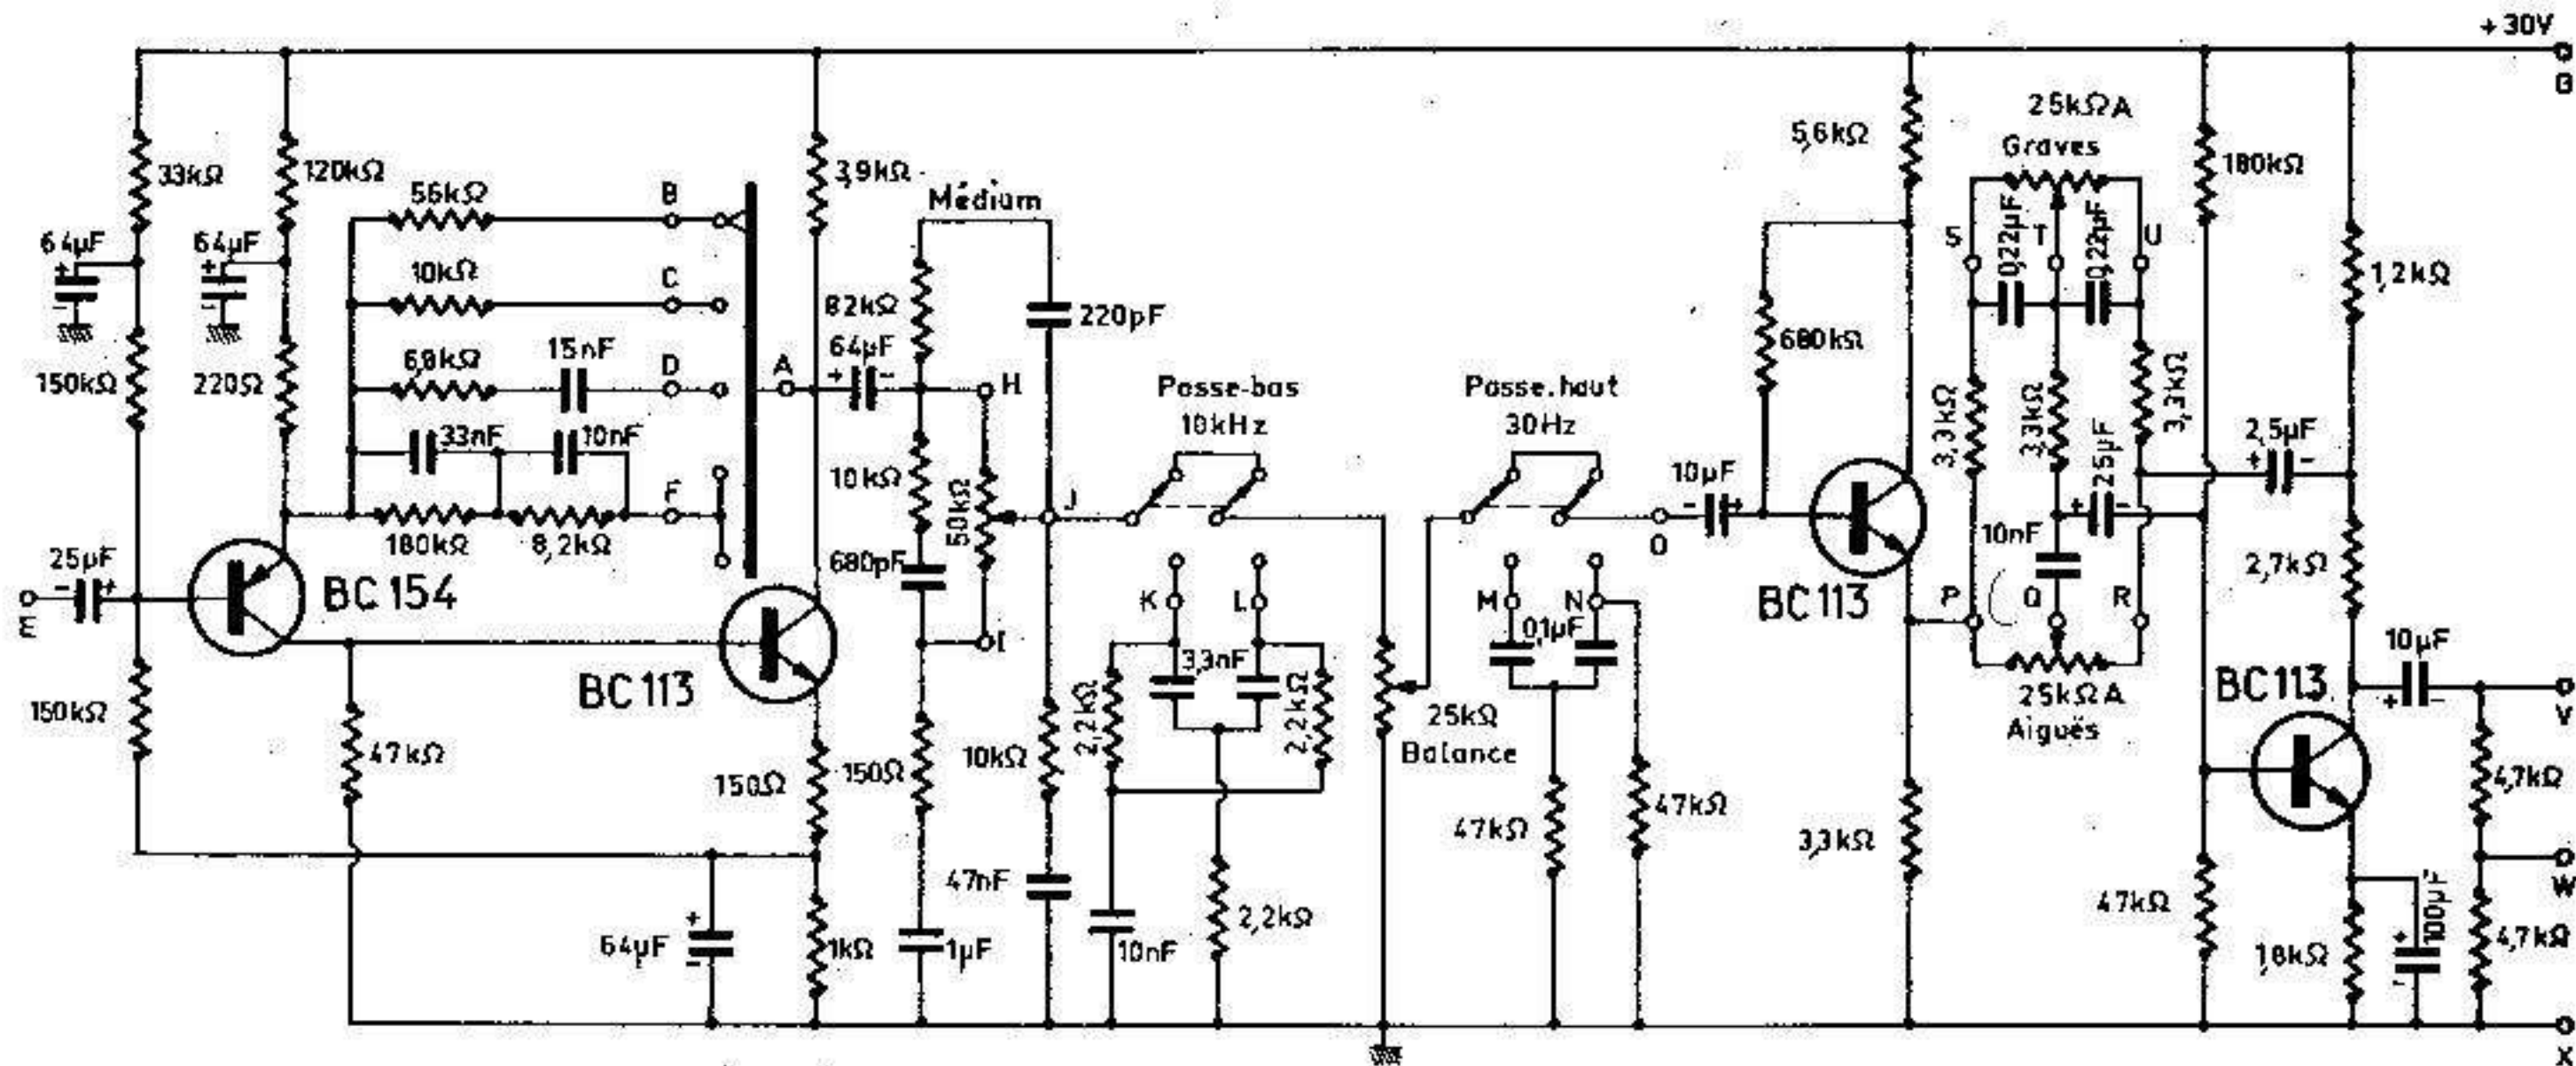 +30V
G
33kΩ
120kΩ
64µF
64µF
150kΩ
220Ω
56kΩ
B
10kΩ
C
6,8kΩ
15nF
D
A
33nF
10nF
180kΩ
8,2kΩ
F
25µF
E
BC154
BC113
150kΩ
47kΩ
3,9kΩ
Médium
82kΩ
220pF
64µF
H
10kΩ
50kΩ
J
680pF
I
150Ω
150Ω
10kΩ
64µF
1kΩ
1µF
47nF
Passe-bas
10kHz
K
L
3,3nF
2,2kΩ
2,2kΩ
10nF
2,2kΩ
25kΩ
Balance
Passe.haut
30Hz
M
N
0,1µF
47kΩ
47kΩ
O
10µF
680kΩ
5,6kΩ
BC113
3,3kΩ
25kΩA
Graves
S
T
U
0,22µF
0,22µF
3,3kΩ
3,3kΩ
3,3kΩ
25µF
10nF
P
Q
R
25kΩA
Aiguës
180kΩ
2,5µF
1,2kΩ
2,7kΩ
BC113
47kΩ
1,8kΩ
100µF
10µF
4,7kΩ
4,7kΩ
V
W
X